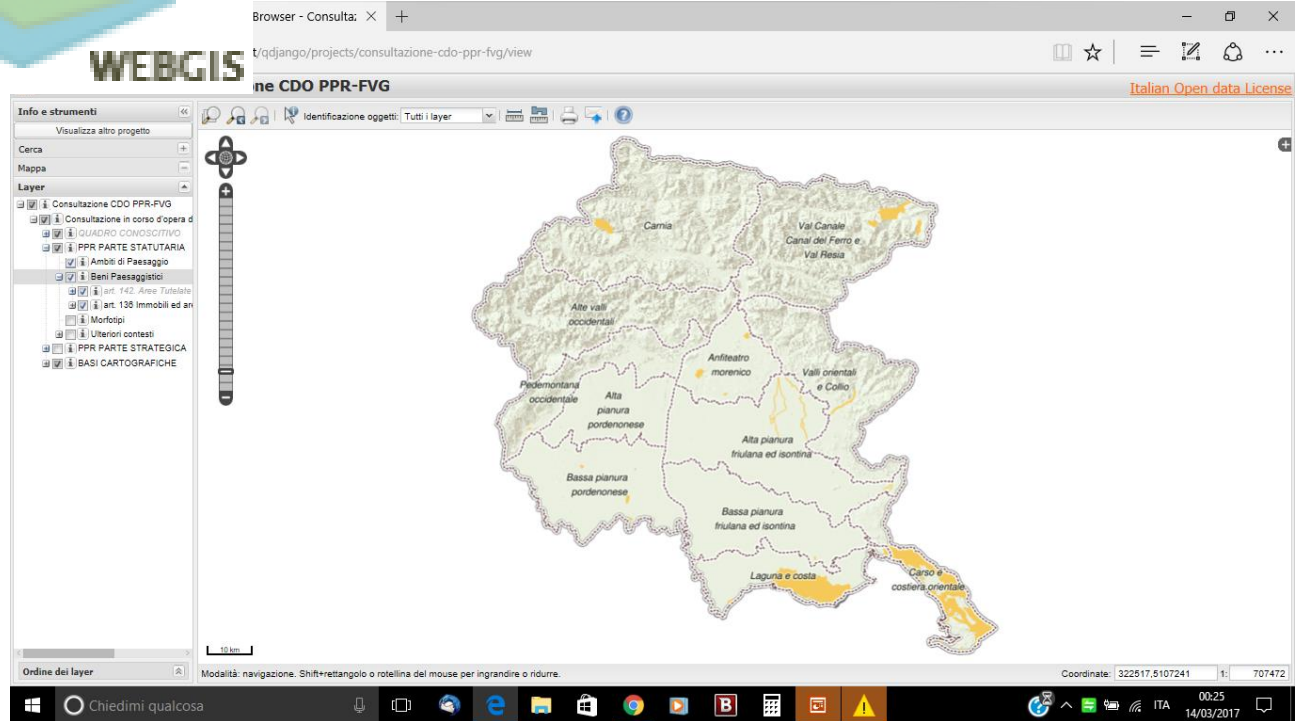 WEBGIS
Browser - Consulta:
t/qdjango/projects/consultazione-cdo-ppr-fvg/view
ne CDO PPR-FVG
Italian Open data License
Info e strumenti
Visualizza altro progetto
Cerca
Mappa
Layer
Consultazione CDO PPR-FVG
Consultazione in corso d'opera d
QUADRO CONOSCITIVO
PPR PARTE STATUTARIA
Ambiti di Paesaggio
Beni Paesaggistici
art. 142. Aree Tutelate
art. 136 Immobili ed are
Morfotipi
Ulteriori contesti
PPR PARTE STRATEGICA
BASI CARTOGRAFICHE
Ordine dei layer
Identificazione oggetti: Tutti i layer
Carnia
Val Canale
Canal del Ferro e
Val Resia
Alte valli
occidentali
Anfiteatro
morenico
Valli orientali
e Collio
Pedemontana
occidentale
Alta
pianura
pordenonese
Alta pianura
friulana ed isontina
Bassa pianura
pordenonese
Bassa pianura
friulana ed isontina
Laguna e costa
Carso e
costiera orientale
10 km
Modalità: navigazione. Shift+rettangolo o rotellina del mouse per ingrandire o ridurre.
Coordinate: 322517,5107241 1: 707472
Chiedimi qualcosa
ITA
00:25
14/03/2017